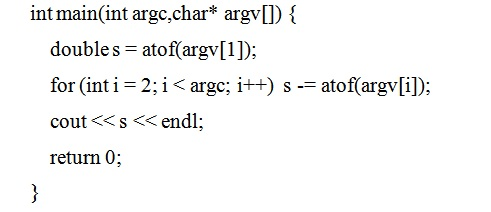 int main(int argc,char* argv[]) {
double s = atof(argv[1]);
for (int i = 2; i < argc; i++) s -= atof(argv[i]);
cout << s << endl;
return 0;
}